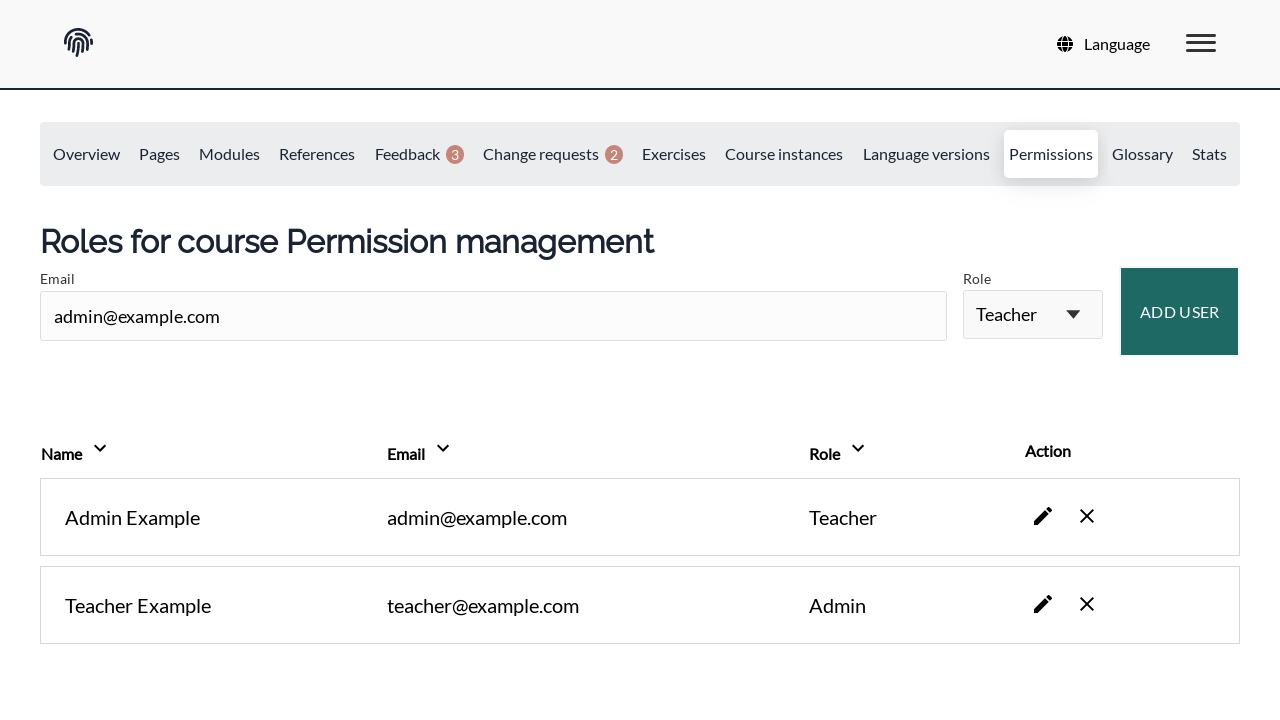 Language
Overview Pages Modules References Feedback 3 Change requests 2 Exercises Course instances Language versions Permissions Glossary Stats
Roles for course Permission management
Email Role
admin@example.com Teacher ADD USER
Name Email Role Action
Admin Example admin@example.com Teacher
Teacher Example teacher@example.com Admin